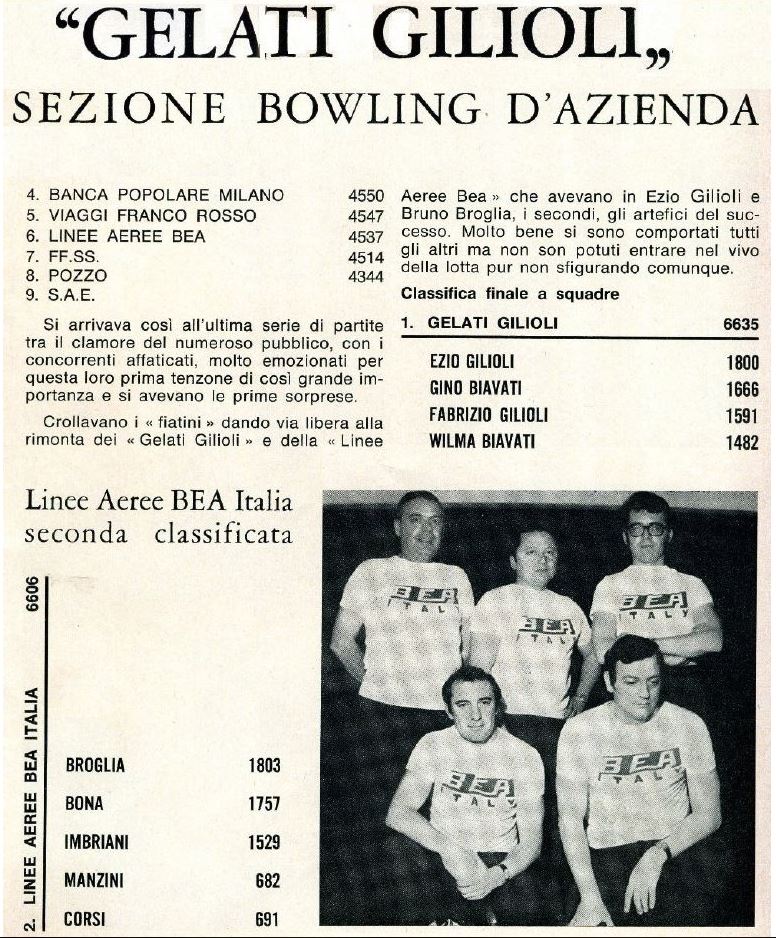 “GELATI GILIOLI„
SEZIONE BOWLING D'AZIENDA
4. BANCA POPOLARE MILANO 4550
5. VIAGGI FRANCO ROSSO 4547
6. LINEE AEREE BEA 4537
7. FF.SS. 4514
8. POZZO 4344
9. S.A.E.
Si arrivava così all'ultima serie di partite
tra il clamore del numeroso pubblico, con i
concorrenti affaticati, molto emozionati per
questa loro prima tenzone di così grande im-
portanza e si avevano le prime sorprese.
Crollavano i « fiatini » dando via libera alla
rimonta dei « Gelati Gilioli » e della « Linee
Aeree Bea » che avevano in Ezio Gilioli e
Bruno Broglia, i secondi, gli artefici del suc-
cesso. Molto bene si sono comportati tutti
gli altri ma non son potuti entrare nel vivo
della lotta pur non sfigurando comunque.
Classifica finale a squadre
1. GELATI GILIOLI 6635
EZIO GILIOLI 1800
GINO BIAVATI 1666
FABRIZIO GILIOLI 1591
WILMA BIAVATI 1482
Linee Aeree BEA Italia
seconda classificata
2. LINEE AEREE BEA ITALIA 6606
BROGLIA 1803
BONA 1757
IMBRIANI 1529
MANZINI 682
CORSI 691
BEA
ITAL
BEA
ITAL
BEA
ITALY
BEA
ITALY
BEA
ITALY